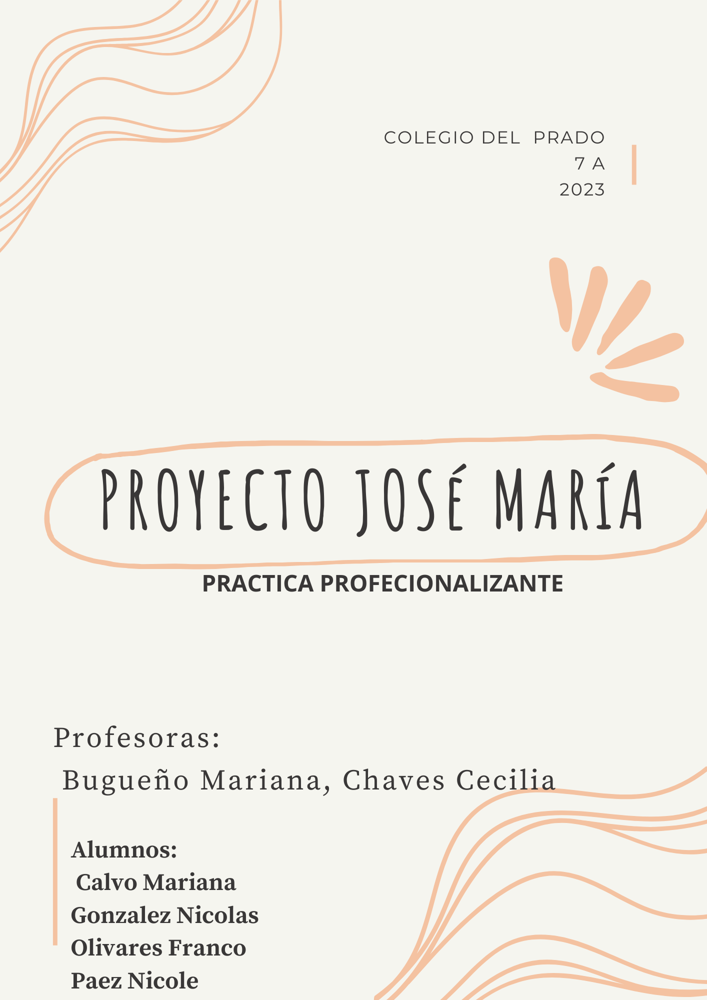 COLEGIO DEL PRADO
7 A
2023
PROYECTO JOSÉ MARÍA
PRACTICA PROFECIONALIZANTE
Profesoras:
Bugueño Mariana, Chaves Cecilia
Alumnos:
Calvo Mariana
Gonzalez Nicolas
Olivares Franco
Paez Nicole